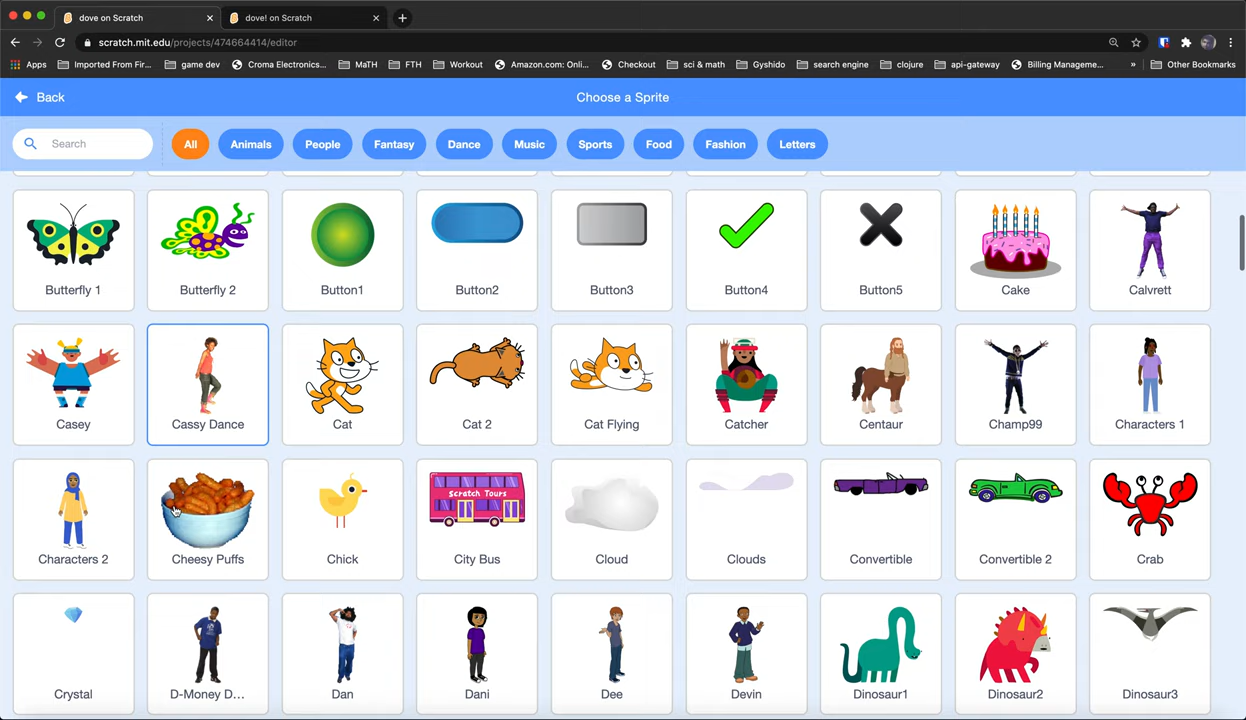 dove on Scratch
dove! on Scratch
scratch.mit.edu/projects/474664414/editor
Apps
Imported From Fir...
game dev
Croma Electronics...
MaTH
FTH
Workout
Amazon.com: Onli...
Checkout
sci & math
Gyshido
search engine
clojure
api-gateway
Billing Manageme...
»
Other Bookmarks
Back
Choose a Sprite
Search
All
Animals
People
Fantasy
Dance
Music
Sports
Food
Fashion
Letters
Butterfly 1
Butterfly 2
Button1
Button2
Button3
Button4
Button5
Cake
Calvrett
Casey
Cassy Dance
Cat
Cat 2
Cat Flying
Catcher
Centaur
Champ99
Characters 1
Scratch Tours
Characters 2
Cheesy Puffs
Chick
City Bus
Cloud
Clouds
Convertible
Convertible 2
Crab
Crystal
D-Money D...
Dan
Dani
Dee
Devin
Dinosaur1
Dinosaur2
Dinosaur3